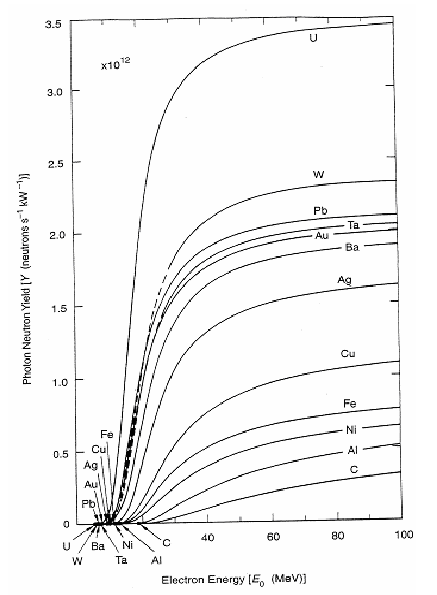 3.5
x10^12
U
3.0
2.5
W
Pb
Ta
2.0
Au
Ba
1.5
Ag
Cu
1.0
Fe
Ni
Al
C
0.5
Fe
Cu
Ag
Au
Pb
0
U
W
Ba
Ta
Ni
Al
C
40
60
80
100
Photon Neutron Yield [Y (neutrons s⁻¹ kW⁻¹)]
Electron Energy [E₀ (MeV)]